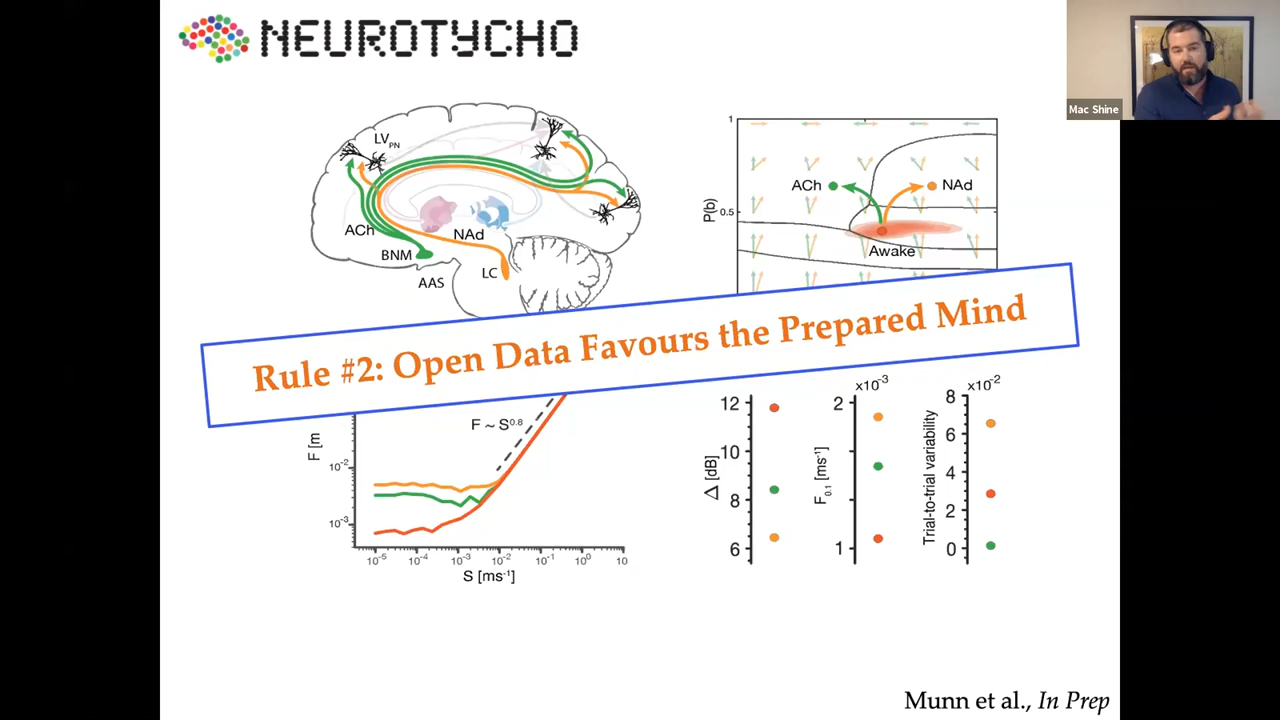 NEUROTYCHO
Mac Shine
LV PN
ACh
NAd
BNM
LC
AAS
1
P(b)
0.5
ACh
NAd
Awake
Rule #2: Open Data Favours the Prepared Mind
F [m
F ~ S^0.8
10^-2
10^-3
10^-5 10^-4 10^-3 10^-2 10^-1 10^0 10
S [ms^-1]
Δ [dB]
12
10
8
6
x10^-3
F0.1 [ms^-1]
2
1
x10^-2
Trial-to-trial variability
8
6
4
2
0
Munn et al., In Prep